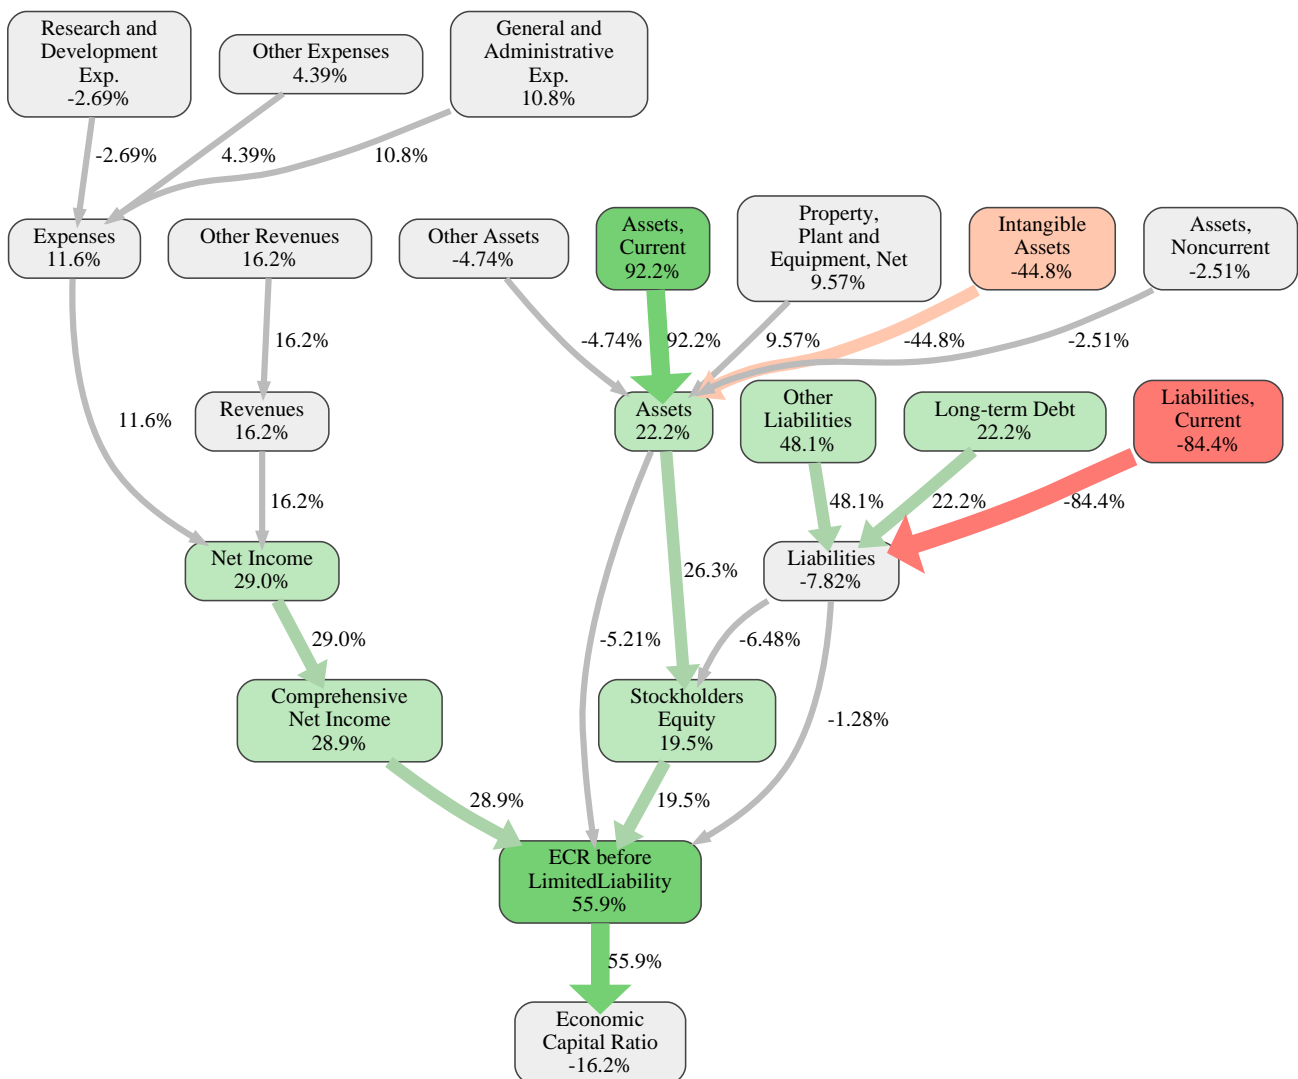 Research and
Development
Exp.
-2.69%
Other Expenses
4.39%
General and
Administrative
Exp.
10.8%
-2.69%
4.39%
10.8%
Expenses
11.6%
Other Revenues
16.2%
Other Assets
-4.74%
Assets,
Current
92.2%
Property,
Plant and
Equipment, Net
9.57%
Intangible
Assets
-44.8%
Assets,
Noncurrent
-2.51%
16.2%
-4.74%
92.2%
9.57%
-44.8%
-2.51%
11.6%
Revenues
16.2%
Assets
22.2%
Other
Liabilities
48.1%
Long-term Debt
22.2%
Liabilities,
Current
-84.4%
16.2%
48.1%
22.2%
-84.4%
Net Income
29.0%
26.3%
Liabilities
-7.82%
29.0%
-5.21%
-6.48%
-1.28%
Comprehensive
Net Income
28.9%
Stockholders
Equity
19.5%
28.9%
19.5%
ECR before
LimitedLiability
55.9%
55.9%
Economic
Capital Ratio
-16.2%